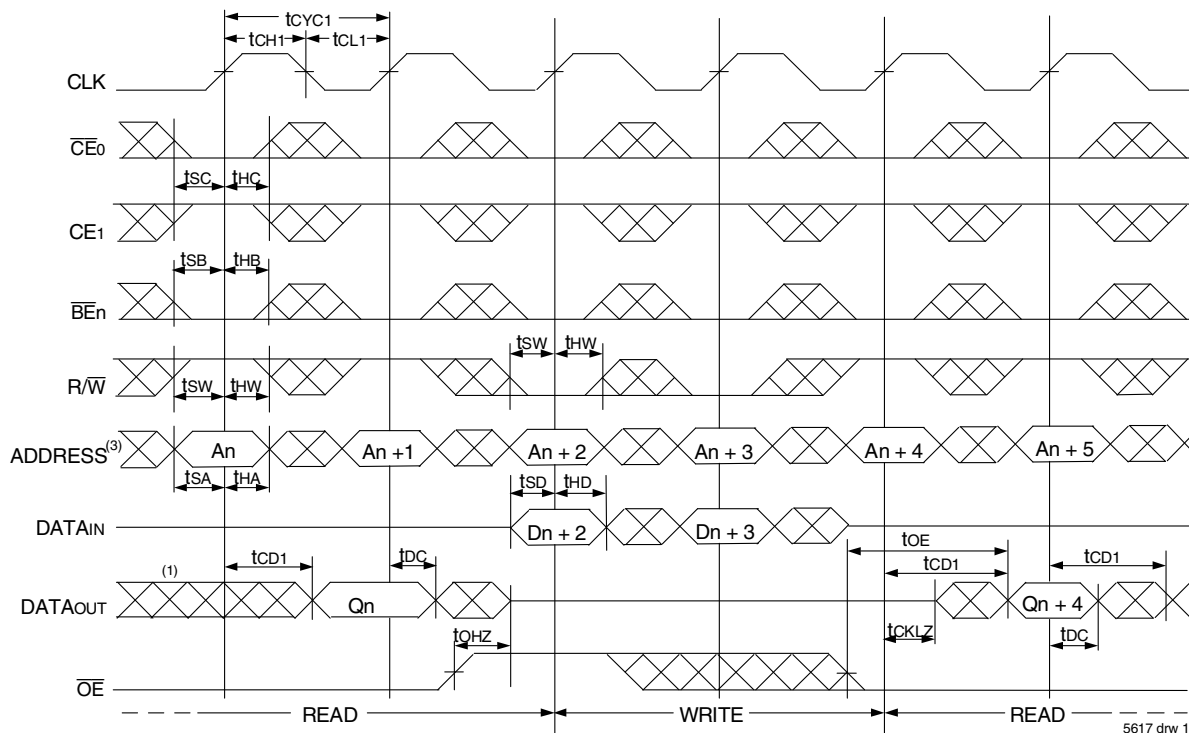 tCYC1
tCH1 tCL1
CLK
CE0
tSC tHC
CE1
tSB tHB
BEn
tSW tHW
R/W
tSW tHW
ADDRESS(3) An An +1 An + 2 An + 3 An + 4 An + 5
tSA tHA tSD tHD
DATAIN Dn + 2 Dn + 3
tOE
(1) tCD1 tDC tCD1 tCD1
DATAOUT Qn Qn + 4
tOHZ tCKLZ tDC
OE
READ WRITE READ
5617 drw 1